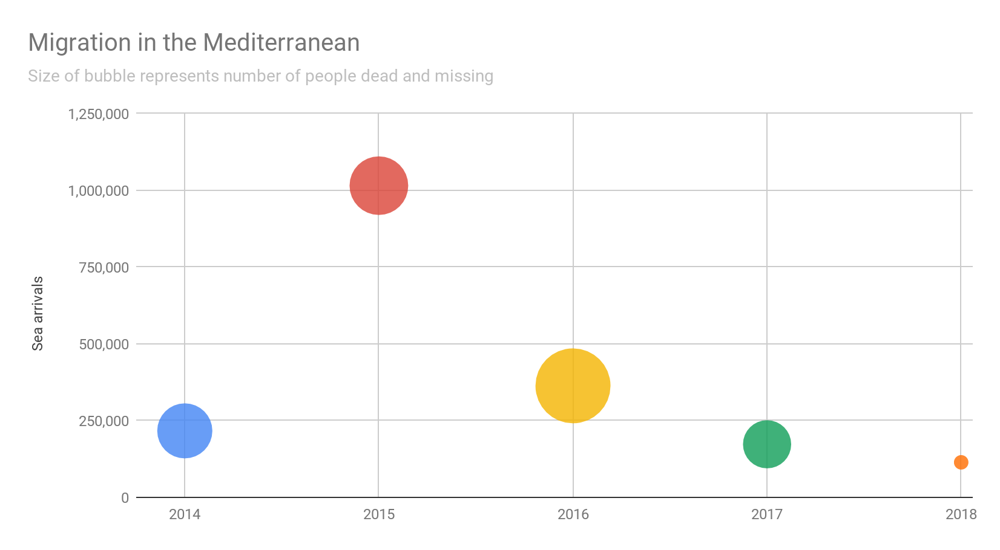 Migration in the Mediterranean
Size of bubble represents number of people dead and missing
1,250,000
1,000,000
750,000
500,000
250,000
0
Sea arrivals
2014 2015 2016 2017 2018